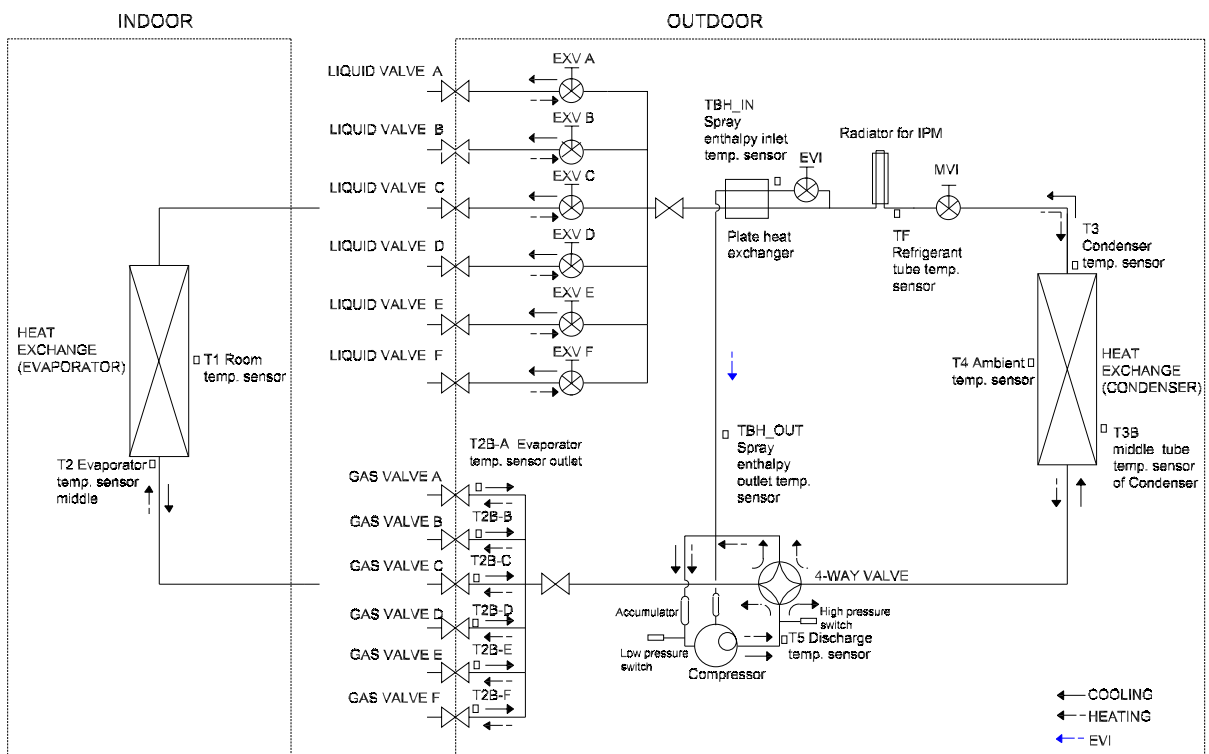 INDOOR
OUTDOOR
LIQUID VALVE A
EXV A
LIQUID VALVE B
EXV B
LIQUID VALVE C
EXV C
LIQUID VALVE D
EXV D
LIQUID VALVE E
EXV E
LIQUID VALVE F
EXV F
TBH_IN
Spray
enthalpy inlet
temp. sensor
EVI
Plate heat
exchanger
Radiator for IPM
MVI
TF
Refrigerant
tube temp.
sensor
T3
Condenser
temp. sensor
HEAT
EXCHANGE
(EVAPORATOR)
T1 Room
temp. sensor
T4 Ambient
temp. sensor
HEAT
EXCHANGE
(CONDENSER)
T3B
middle tube
temp. sensor
of Condenser
T2 Evaporator
temp. sensor
middle
TBH_OUT
Spray
enthalpy
outlet temp.
sensor
T2B-A Evaporator
temp. sensor outlet
GAS VALVE A
GAS VALVE B
T2B-B
GAS VALVE C
T2B-C
GAS VALVE D
T2B-D
GAS VALVE E
T2B-E
GAS VALVE F
T2B-F
4-WAY VALVE
Accumulator
High pressure
switch
Low pressure
switch
T5 Discharge
temp. sensor
Compressor
COOLING
HEATING
EVI